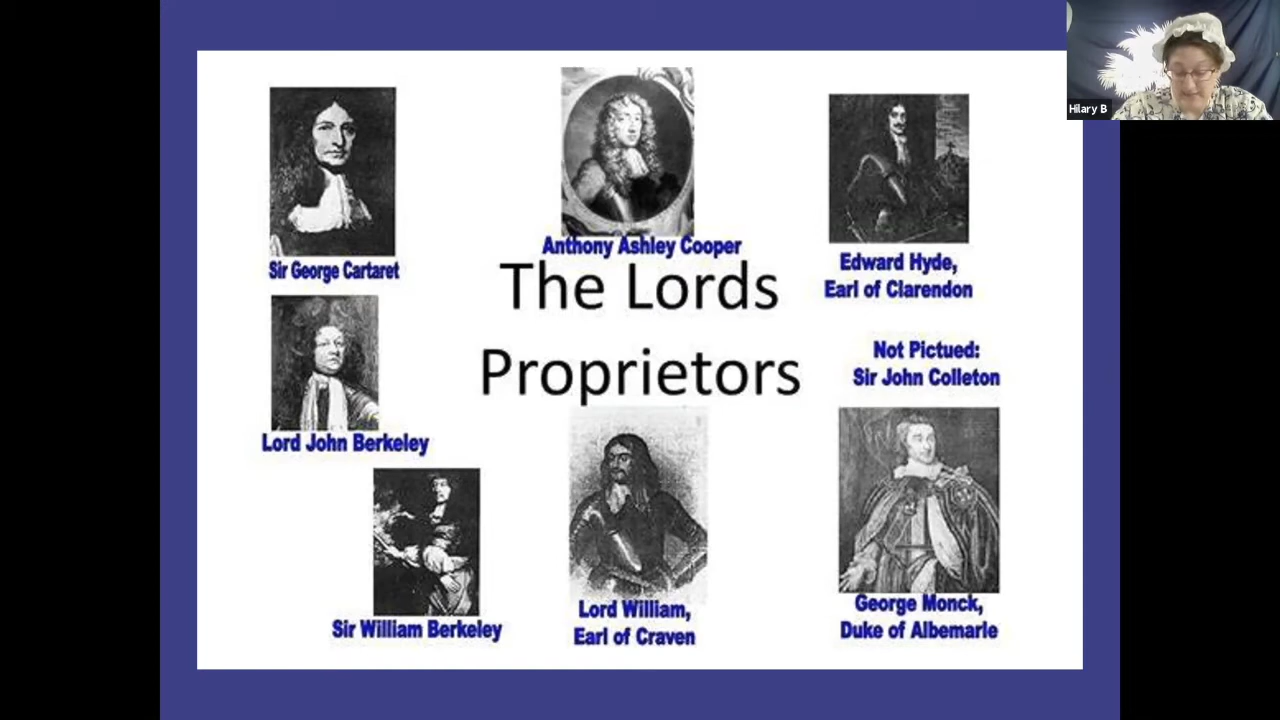 Hilary B
Anthony Ashley Cooper
Sir George Cartaret
Edward Hyde,
Earl of Clarendon
The Lords
Proprietors
Not Pictued:
Sir John Colleton
Lord John Berkeley
Sir William Berkeley
Lord William,
Earl of Craven
George Monck,
Duke of Albemarle